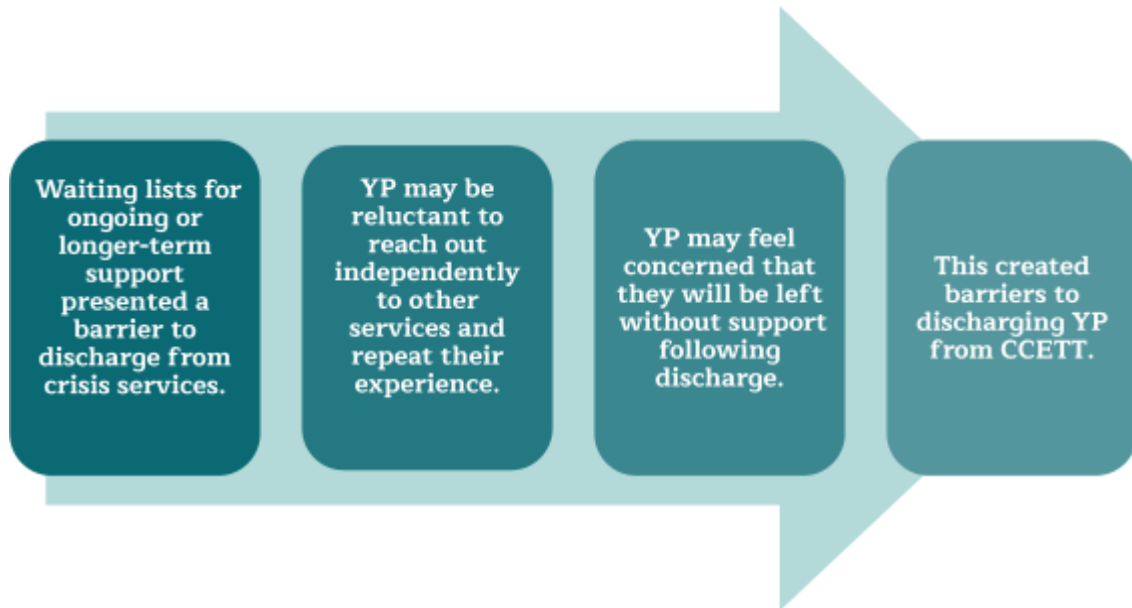 Waiting lists for
ongoing or
longer-term
support
presented a
barrier to
discharge from
crisis services.
YP may be
reluctant to
reach out
independently
to other
services and
repeat their
experience.
YP may feel
concerned that
they will be left
without support
following
discharge.
This created
barriers to
discharging YP
from CCETT.